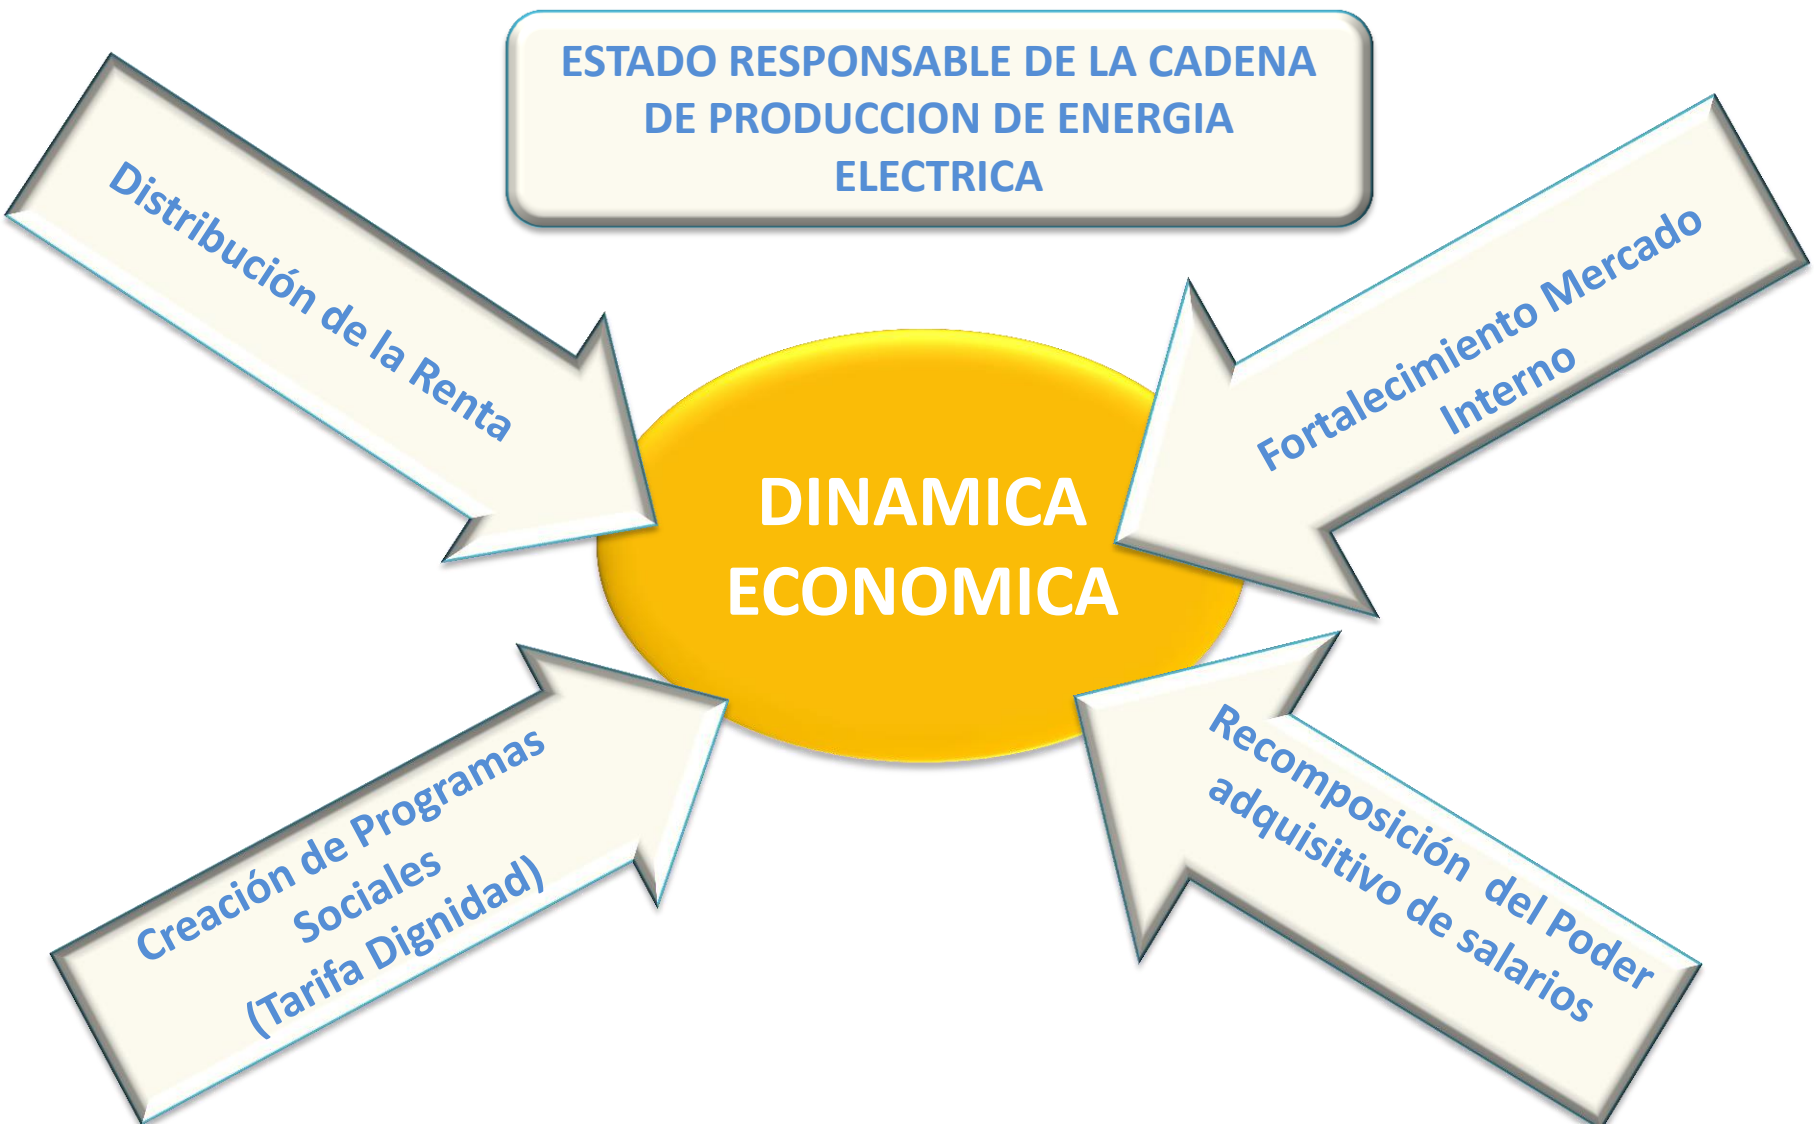 ESTADO RESPONSABLE DE LA CADENA
DE PRODUCCION DE ENERGIA
ELECTRICA
Distribución de la Renta
Fortalecimiento Mercado
Interno
DINAMICA
ECONOMICA
Creación de Programas
Sociales
(Tarifa Dignidad)
Recomposición del Poder
adquisitivo de salarios